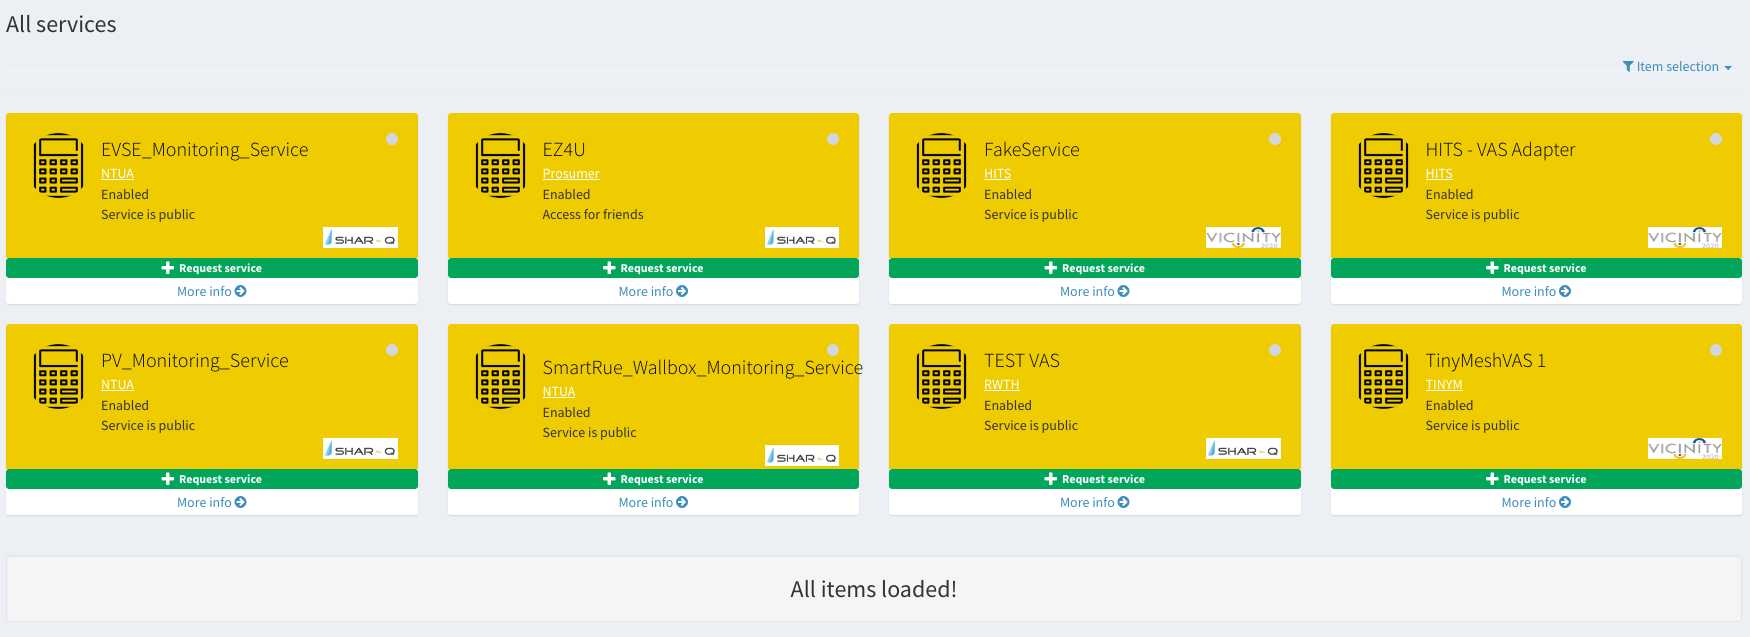 All services
Item selection
EVSE_Monitoring_Service
NTUA
Enabled
Service is public
SHAR-Q
Request service
More info
EZ4U
Prosumer
Enabled
Access for friends
SHAR-Q
Request service
More info
FakeService
HITS
Enabled
Service is public
VICINITY
2020
Request service
More info
HITS - VAS Adapter
HITS
Enabled
Service is public
VICINITY
2020
Request service
More info
PV_Monitoring_Service
NTUA
Enabled
Service is public
SHAR-Q
Request service
More info
SmartRue_Wallbox_Monitoring_Service
NTUA
Enabled
Service is public
SHAR-Q
Request service
More info
TEST VAS
RWTH
Enabled
Service is public
SHAR-Q
Request service
More info
TinyMeshVAS 1
TINYM
Enabled
Service is public
VICINITY
2020
Request service
More info
All items loaded!